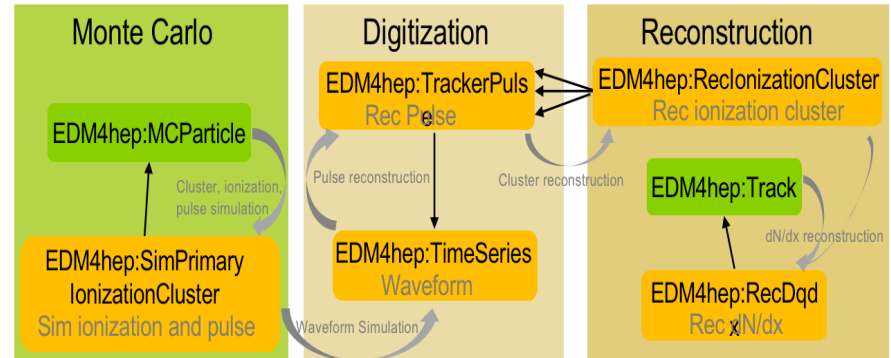 Monte Carlo
EDM4hep:MCParticle
Cluster, ionization,
pulse simulation
EDM4hep:SimPrimary
IonizationCluster
Sim ionization and pulse
Waveform Simulation
Digitization
EDM4hep:TrackerPuls
e
Rec Pulse
Pulse reconstruction
EDM4hep:TimeSeries
Waveform
Cluster reconstruction
Reconstruction
EDM4hep:RecIonizationCluster
Rec ionization cluster
EDM4hep:Track
dN/dx reconstruction
EDM4hep:RecDqd
x
Rec dN/dx